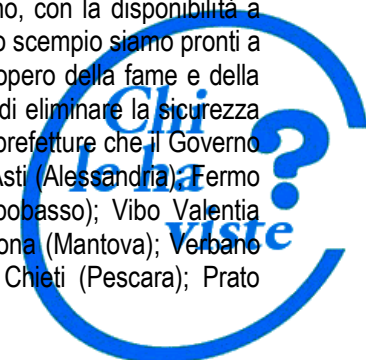 no, con la disponibilità a
o scempio siamo pronti a
opero della fame e della
di eliminare la sicurezza
prefetture che il Governo
Asti (Alessandria); Fermo
pobasso); Vibo Valentia
ona (Mantova); Verbano
Chieti (Pescara); Prato
Chi
le ha
viste
?